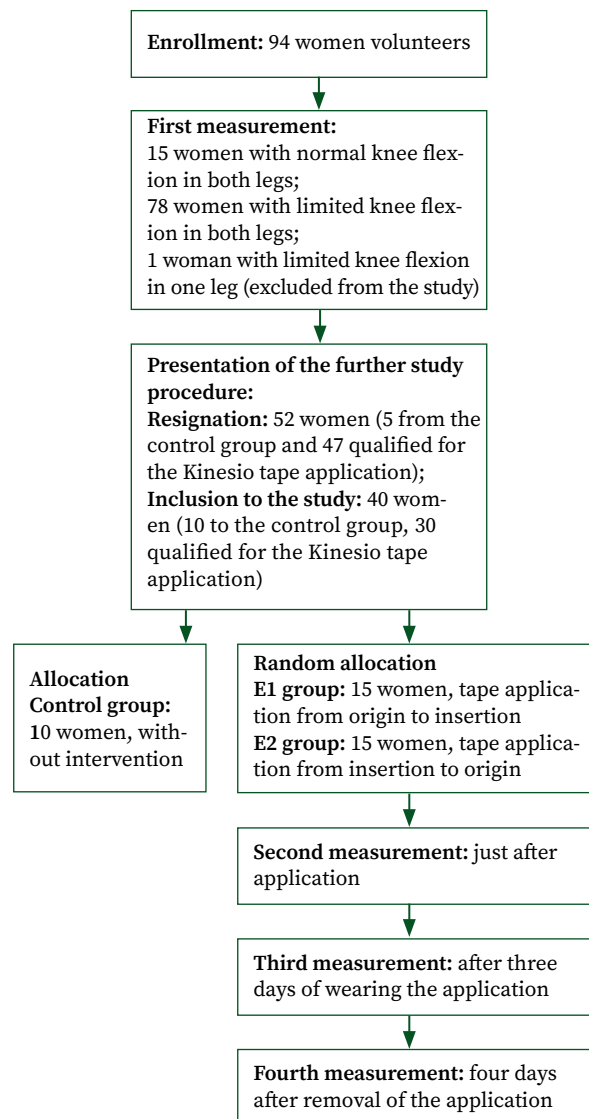 Enrollment: 94 women volunteers
First measurement:
15 women with normal knee flex-
ion in both legs;
78 women with limited knee flex-
ion in both legs;
1 woman with limited knee flexion
in one leg (excluded from the study)
Presentation of the further study
procedure:
Resignation: 52 women (5 from the
control group and 47 qualified for
the Kinesio tape application);
Inclusion to the study: 40 wom-
en (10 to the control group, 30
qualified for the Kinesio tape
application)
Allocation
Control group:
10 women, with-
out intervention
Random allocation
E1 group: 15 women, tape applica-
tion from origin to insertion
E2 group: 15 women, tape applica-
tion from insertion to origin
Second measurement: just after
application
Third measurement: after three
days of wearing the application
Fourth measurement: four days
after removal of the application